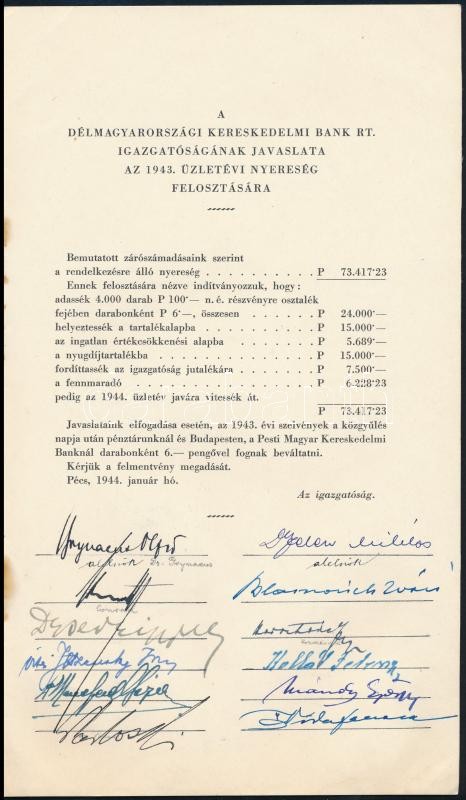 A
DÉLMAGYARORSZÁGI KERESKEDELMI BANK RT.
IGAZGATÓSÁGÁNAK JAVASLATA
AZ 1943. ÜZLETÉVI NYERESÉG
FELOSZTÁSÁRA
Bemutatott zárószámadásaink szerint
a rendelkezésre álló nyereség . . . . . . . . . . P 73.417·23
Ennek felosztására nézve indítványozzuk, hogy:
adassék 4.000 darab P 100·— n. é. részvényre osztalék
fejében darabonként P 6·—, összesen . . . . . . P 24.000·—
helyeztessék a tartalékalapba . . . . . . . . . P 15.000·—
az ingatlan értékcsökkenési alapba . . . . . . P 5.689·—
a nyugdíjtartalékba . . . . . . . . . . . . P 15.000·—
fordíttassék az igazgatóság jutalékára . . . . . P 7.500·—
a fennmaradó . . . . . . . . . . . . . P 6.228·23
pedig az 1944. üzletév javára vitessék át.
P 73.417·23
Javaslataink elfogadása esetén, az 1943. évi szelvények a közgyűlés
napja után pénztárunknál és Budapesten, a Pesti Magyar Kereskedelmi
Banknál darabonként 6.— pengővel fognak beváltatni.
Kérjük a felmentvény megadását.
Pécs, 1944. január hó.
Az igazgatóság.
Miklós
alelnök Dr. alelnök
Mándy György